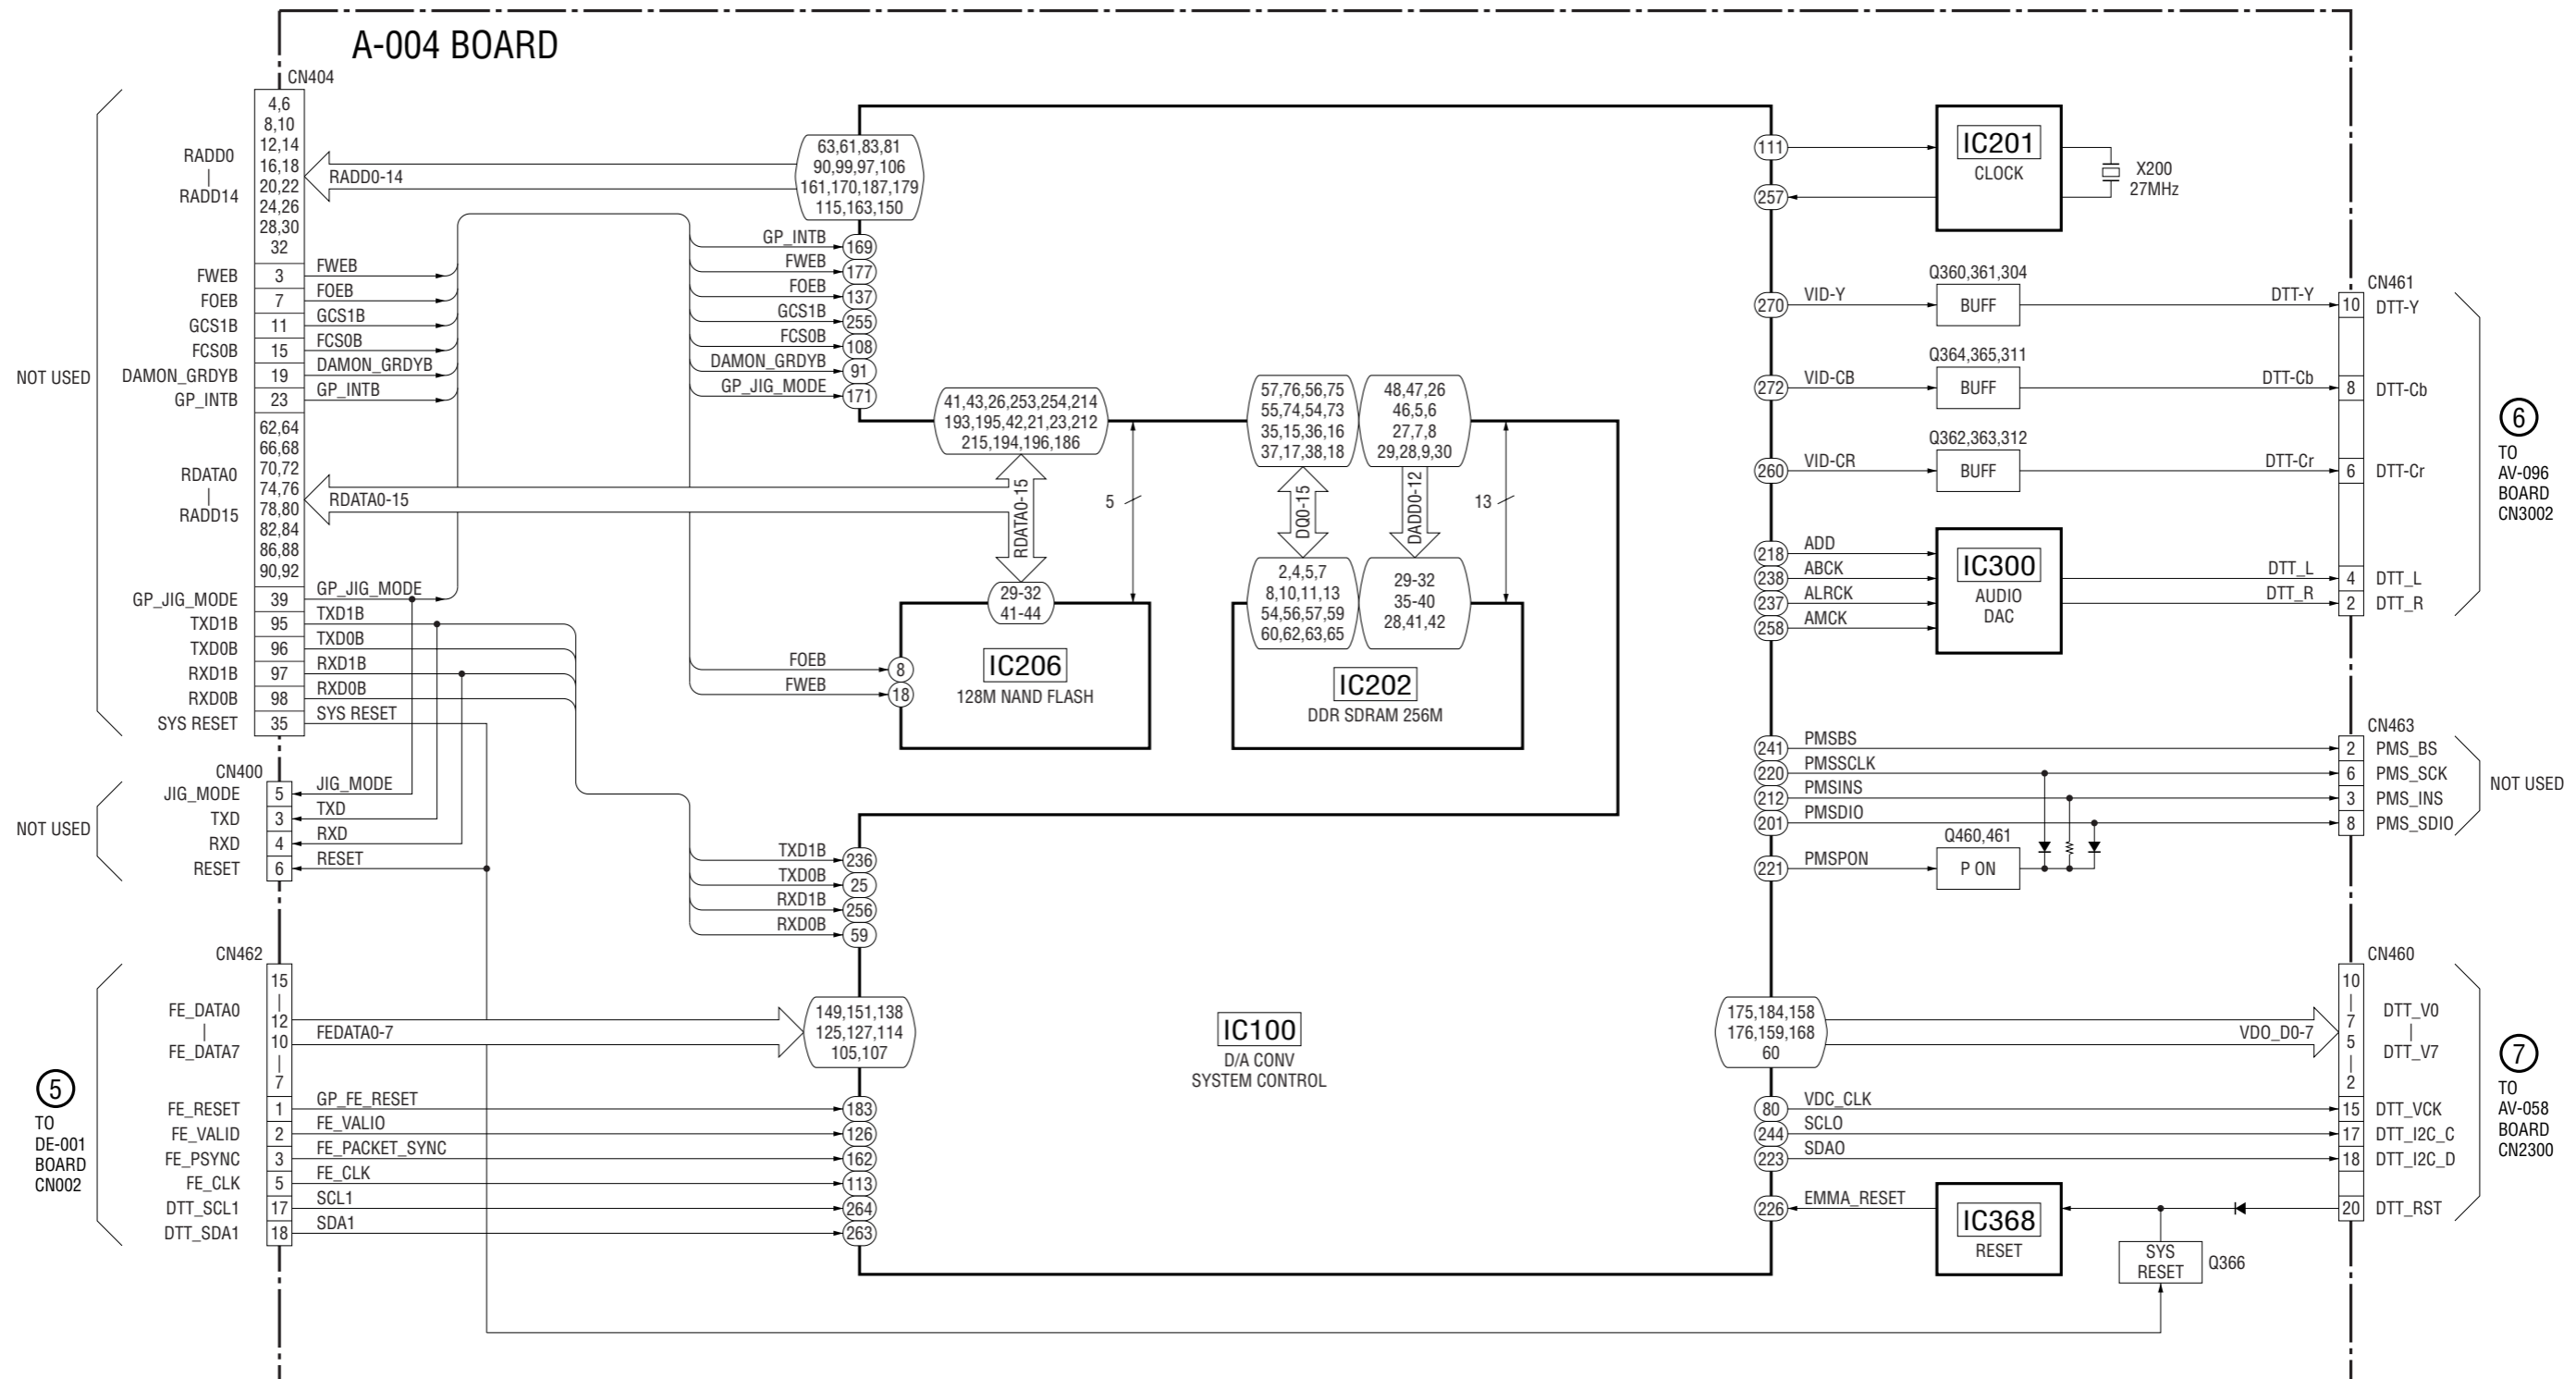 A-004 BOARD
CN404
4,6
8,10
12,14
16,18
20,22
24,26
28,30
32
RADD0
|
RADD14
RADD0-14
63,61,83,81
90,99,97,106
161,170,187,179
115,163,150
NOT USED
FWEB 3 FWEB
FOEB 7 FOEB
GCS1B 11 GCS1B
FCS0B 15 FCS0B
DAMON_GRDYB 19 DAMON_GRDYB
GP_INTB 23 GP_INTB
62,64
66,68
70,72
74,76
78,80
82,84
86,88
90,92
RDATA0
|
RADD15
RDATA0-15
GP_JIG_MODE 39 GP_JIG_MODE
TXD1B 95 TXD1B
TXD0B 96 TXD0B
RXD1B 97 RXD1B
RXD0B 98 RXD0B
SYS RESET 35 SYS RESET
CN400
NOT USED
JIG_MODE 5 JIG_MODE
TXD 3 TXD
RXD 4 RXD
RESET 6 RESET
CN462
15
|
12
10
|
7
FE_DATA0
|
FE_DATA7
FEDATA0-7
149,151,138
125,127,114
105,107
5
TO
DE-001
BOARD
CN002
FE_RESET 1 GP_FE_RESET 183
FE_VALID 2 FE_VALIO 126
FE_PSYNC 3 FE_PACKET_SYNC 162
FE_CLK 5 FE_CLK 113
DTT_SCL1 17 SCL1 264
DTT_SDA1 18 SDA1 263
GP_INTB 169
FWEB 177
FOEB 137
GCS1B 255
FCS0B 108
DAMON_GRDYB 91
GP_JIG_MODE 171
41,43,26,253,254,214
193,195,42,21,23,212
215,194,196,186
RDATA0-15
5
29-32
41-44
FOEB 8
FWEB 18
IC206
128M NAND FLASH
57,76,56,75
55,74,54,73
35,15,36,16
37,17,38,18
48,47,26
46,5,6
27,7,8
29,28,9,30
DQ0-15
DADD0-12
13
2,4,5,7
8,10,11,13
54,56,57,59
60,62,63,65
29-32
35-40
28,41,42
IC202
DDR SDRAM 256M
TXD1B 236
TXD0B 25
RXD1B 256
RXD0B 59
IC100
D/A CONV
SYSTEM CONTROL
111
257
IC201
CLOCK
X200
27MHz
Q360,361,304
270 VID-Y BUFF DTT-Y
Q364,365,311
272 VID-CB BUFF DTT-Cb
Q362,363,312
260 VID-CR BUFF DTT-Cr
218 ADD
238 ABCK
237 ALRCK
258 AMCK
IC300
AUDIO
DAC
DTT_L
DTT_R
CN461
10 DTT-Y
8 DTT-Cb
6 DTT-Cr
4 DTT_L
2 DTT_R
6
TO
AV-096
BOARD
CN3002
CN463
241 PMSBS 2 PMS_BS
220 PMSSCLK 6 PMS_SCK
212 PMSINS 3 PMS_INS
201 PMSDIO 8 PMS_SDIO
NOT USED
Q460,461
221 PMSPON P ON
CN460
175,184,158
176,159,168
60
VDO_D0-7
10
|
7
5
|
2
DTT_V0
|
DTT_V7
80 VDC_CLK 15 DTT_VCK
244 SCLO 17 DTT_I2C_C
223 SDAO 18 DTT_I2C_D
226 EMMA_RESET
IC368
RESET
20 DTT_RST
SYS
RESET
Q366
7
TO
AV-058
BOARD
CN2300